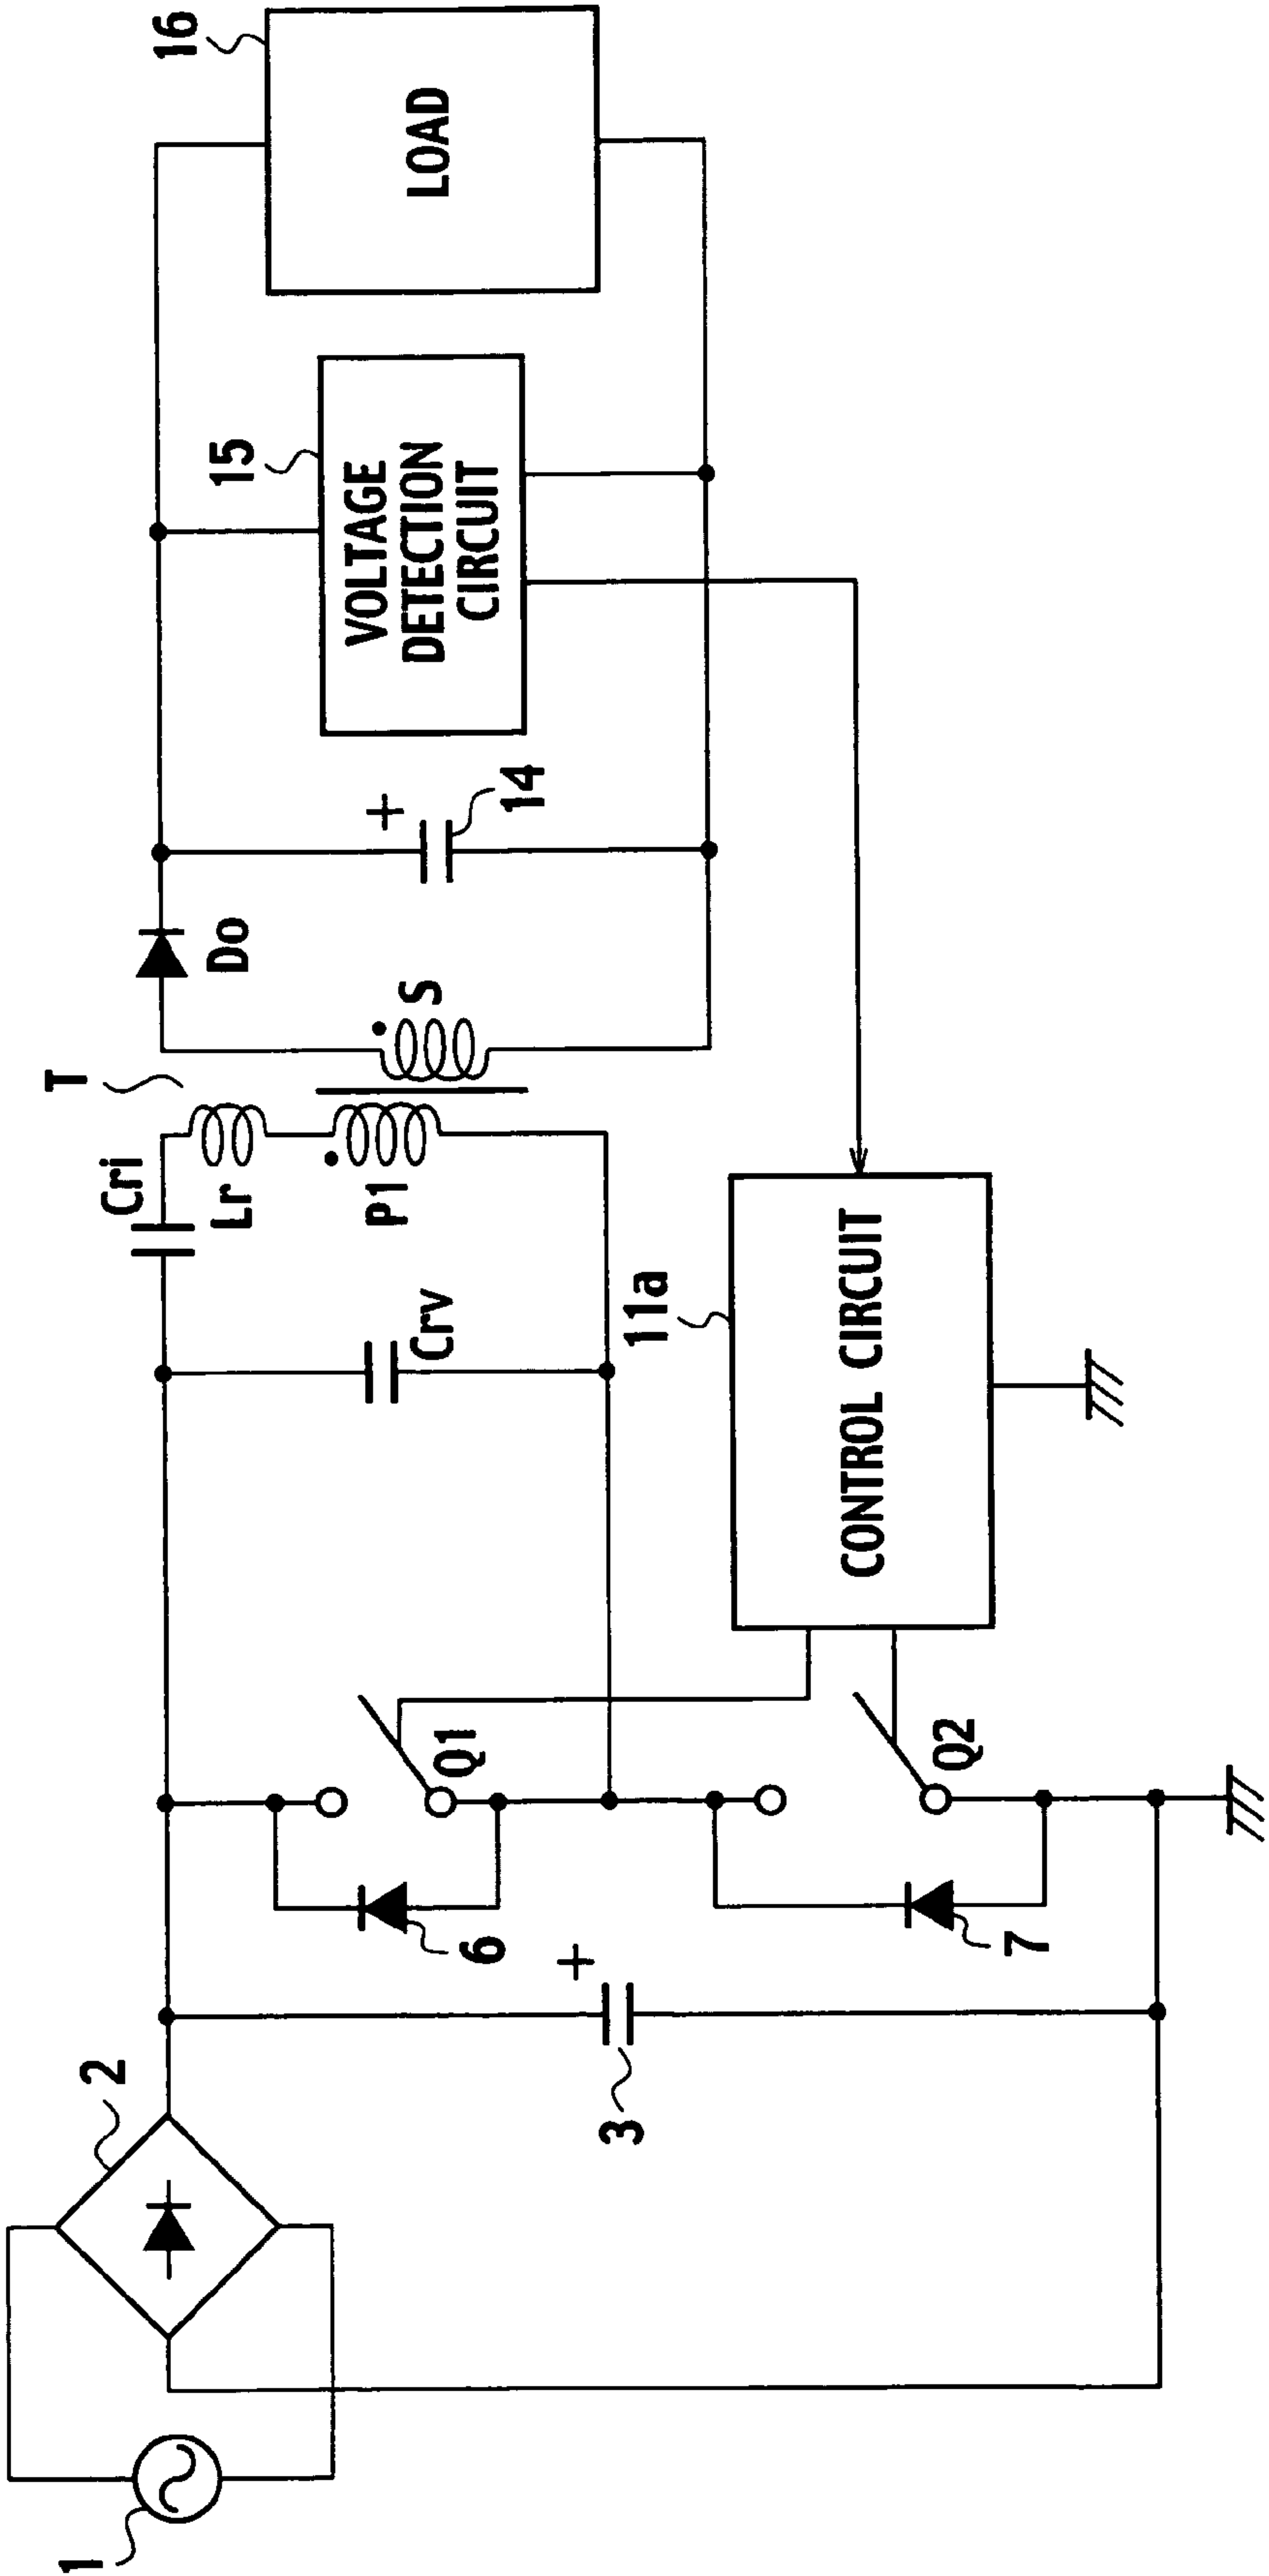 1
2
3
6
7
Q1
Q2
Crv
Cri
Lr
P1
T
S
Do
14
+
+
15
VOLTAGE
DETECTION
CIRCUIT
16
LOAD
11a
CONTROL CIRCUIT